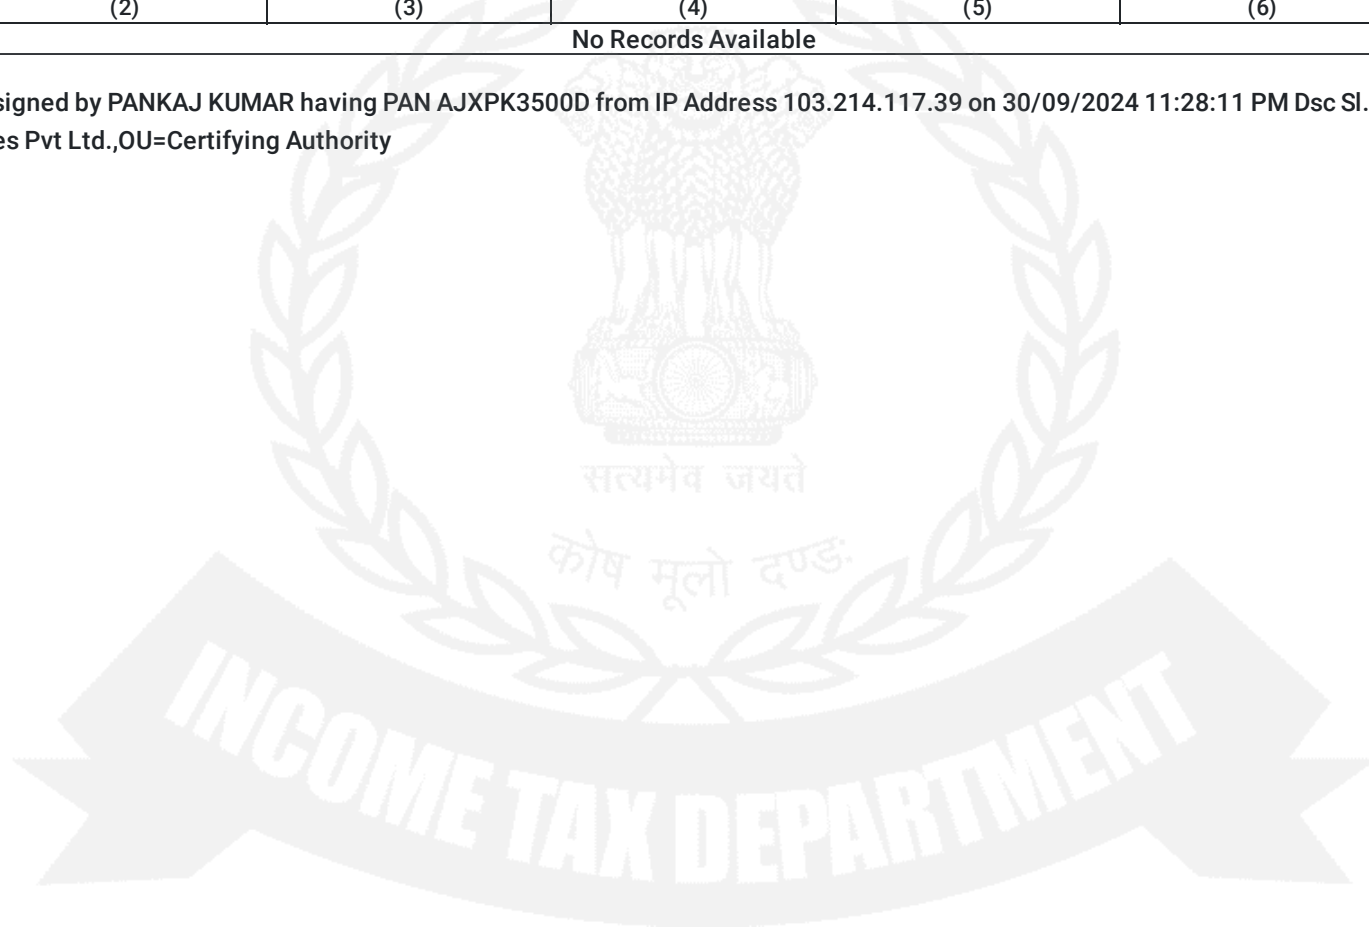 (2) (3) (4) (5) (6)
No Records Available
signed by PANKAJ KUMAR having PAN AJXPK3500D from IP Address 103.214.117.39 on 30/09/2024 11:28:11 PM Dsc Sl.
es Pvt Ltd.,OU=Certifying Authority
सत्यमेव जयते
कोष मूलो दण्डः
INCOME TAX DEPARTMENT